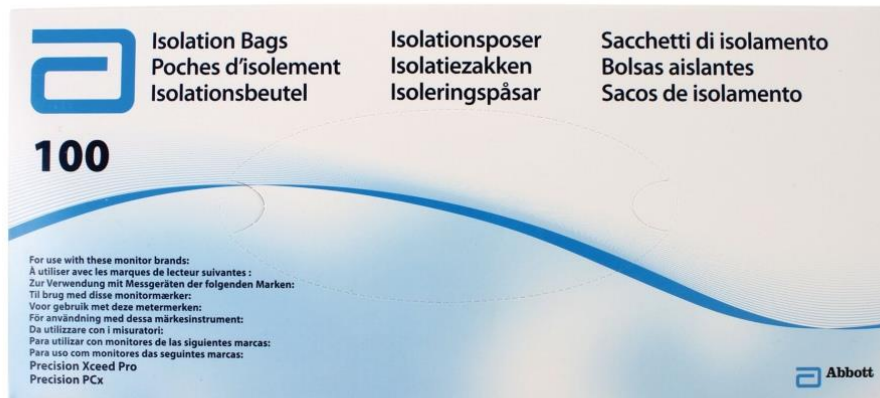 Isolation Bags
Poches d'isolement
Isolationsbeutel
Isolationsposer
Isolatiezakken
Isoleringspåsar
Sacchetti di isolamento
Bolsas aislantes
Sacos de isolamento
100
For use with these monitor brands:
À utiliser avec les marques de lecteur suivantes :
Zur Verwendung mit Messgeräten der folgenden Marken:
Til brug med disse monitormærker:
Voor gebruik met deze metermerken:
För användning med dessa märkesinstrument:
Da utilizzare con i misuratori:
Para utilizar con monitores de las siguientes marcas:
Para uso com monitores das seguintes marcas:
Precision Xceed Pro
Precision PCx
Abbott